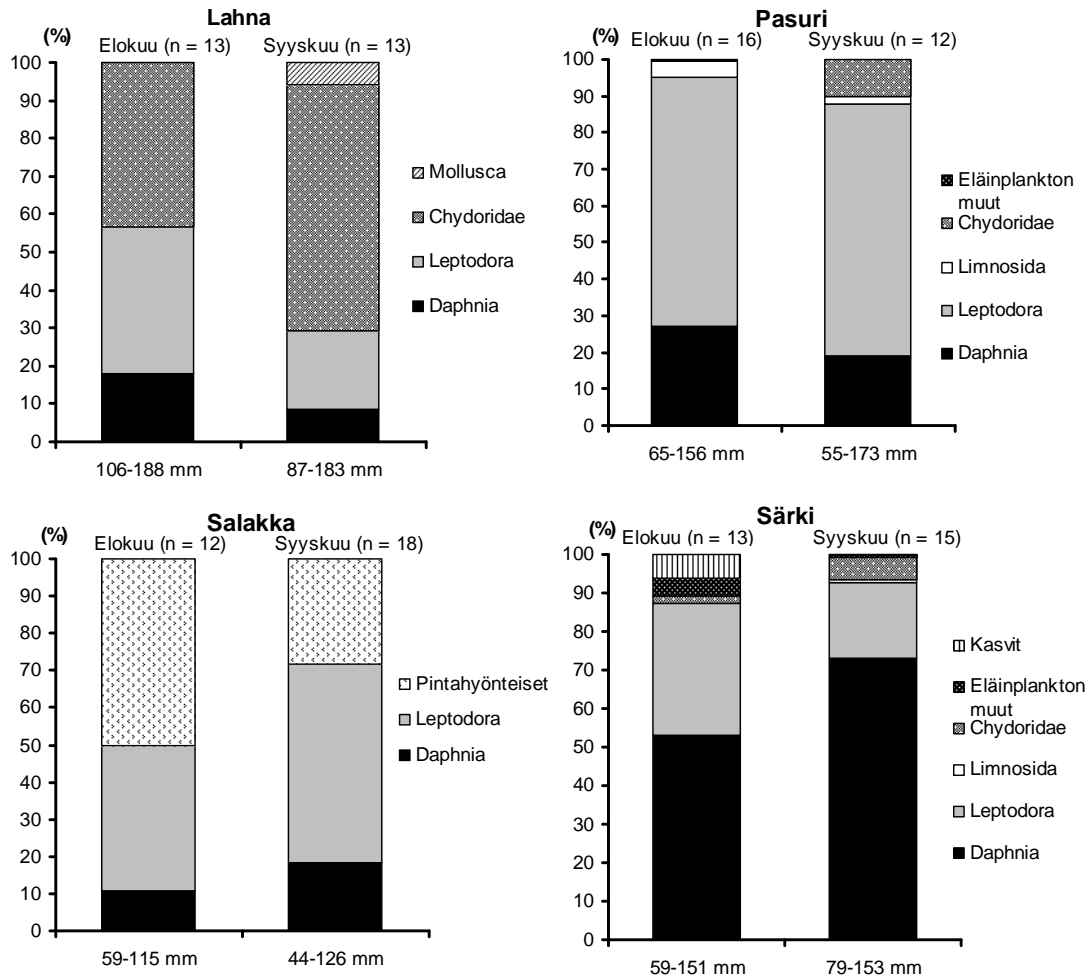 Lahna
(%)
Elokuu (n = 13)
Syyskuu (n = 13)
100
90
80
70
60
50
40
30
20
10
0
106-188 mm
87-183 mm
Mollusca
Chydoridae
Leptodora
Daphnia
Pasuri
(%)
Elokuu (n = 16)
Syyskuu (n = 12)
100
90
80
70
60
50
40
30
20
10
0
65-156 mm
55-173 mm
Eläinplankton
muut
Chydoridae
Limnosida
Leptodora
Daphnia
Salakka
(%)
Elokuu (n = 12)
Syyskuu (n = 18)
100
90
80
70
60
50
40
30
20
10
0
59-115 mm
44-126 mm
Pintahyönteiset
Leptodora
Daphnia
Särki
(%)
Elokuu (n = 13)
Syyskuu (n = 15)
100
90
80
70
60
50
40
30
20
10
0
59-151 mm
79-153 mm
Kasvit
Eläinplankton
muut
Chydoridae
Limnosida
Leptodora
Daphnia